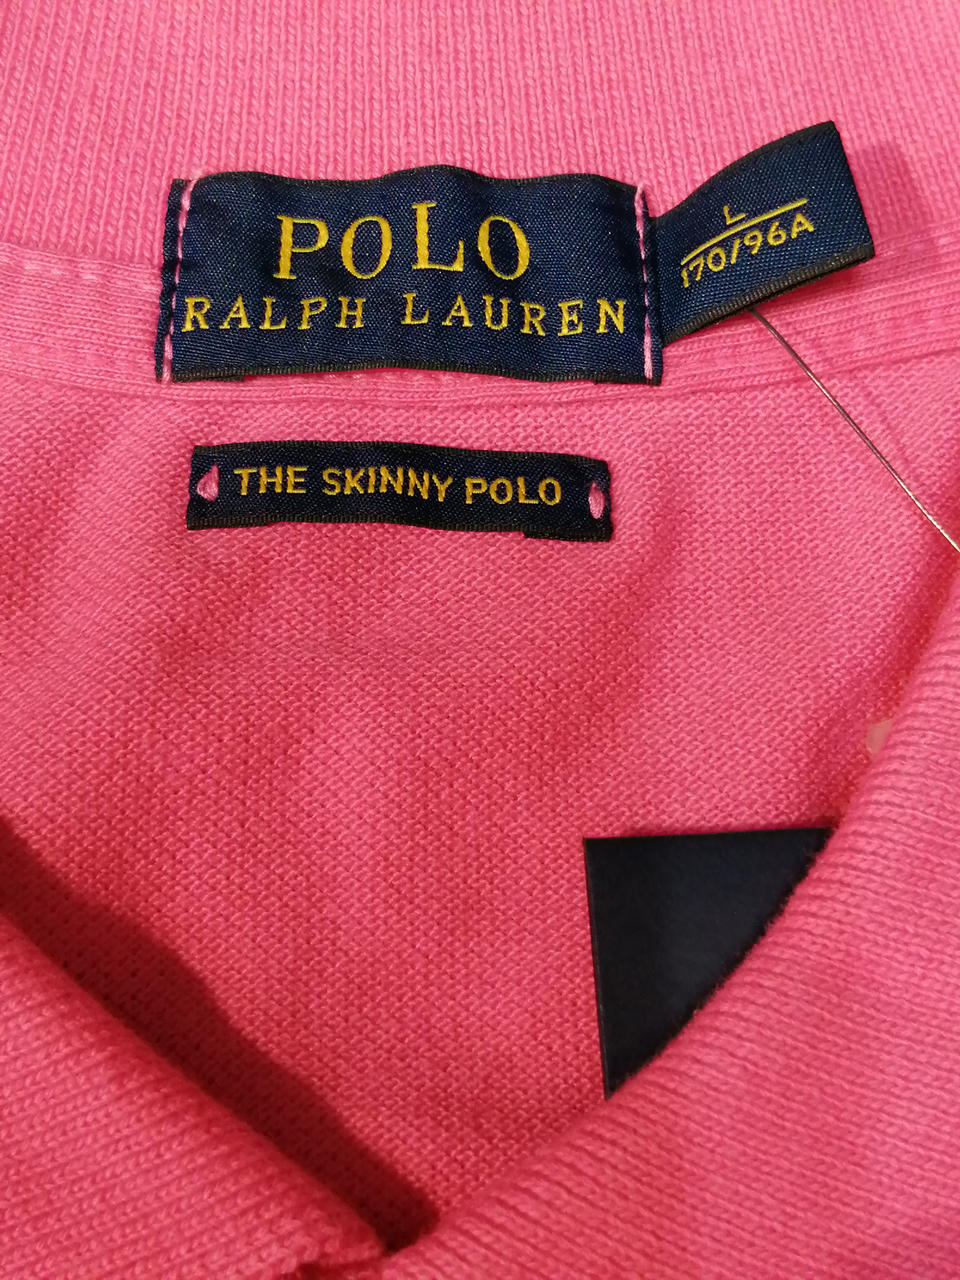 POLO
RALPH LAUREN
L
170/96A
THE SKINNY POLO